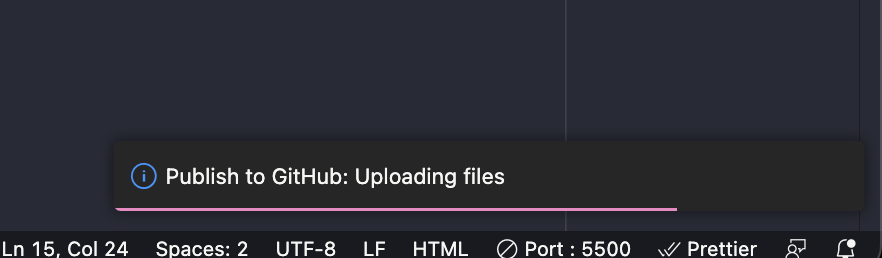 Publish to GitHub: Uploading files
Ln 15, Col 24 Spaces: 2 UTF-8 LF HTML Port : 5500 Prettier